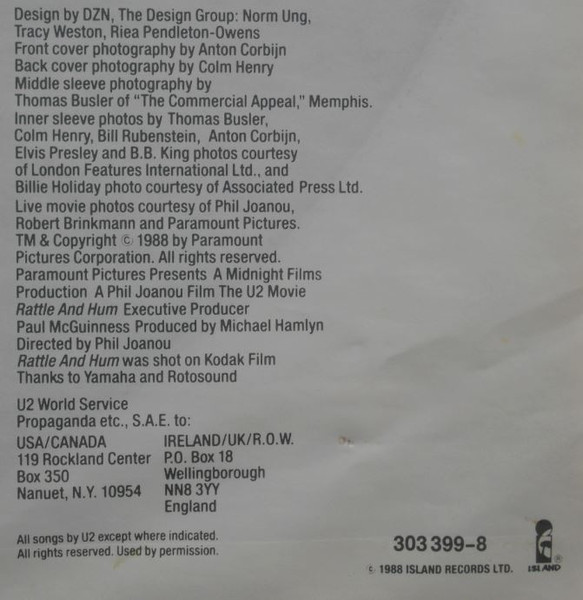 Design by DZN, The Design Group: Norm Ung,
Tracy Weston, Riea Pendleton-Owens
Front cover photography by Anton Corbijn
Back cover photography by Colm Henry
Middle sleeve photography by
Thomas Busler of "The Commercial Appeal," Memphis.
Inner sleeve photos by Thomas Busler,
Colm Henry, Bill Rubenstein, Anton Corbijn,
Elvis Presley and B.B. King photos courtesy
of London Features International Ltd., and
Billie Holiday photo courtesy of Associated Press Ltd.
Live movie photos courtesy of Phil Joanou,
Robert Brinkmann and Paramount Pictures.
TM & Copyright © 1988 by Paramount
Pictures Corporation. All rights reserved.
Paramount Pictures Presents A Midnight Films
Production A Phil Joanou Film The U2 Movie
Rattle And Hum Executive Producer
Paul McGuinness Produced by Michael Hamlyn
Directed by Phil Joanou
Rattle And Hum was shot on Kodak Film
Thanks to Yamaha and Rotosound
U2 World Service
Propaganda etc., S.A.E. to:
USA/CANADA
119 Rockland Center
Box 350
Nanuet, N.Y. 10954
IRELAND/UK/R.O.W.
P.O. Box 18
Wellingborough
NN8 3YY
England
All songs by U2 except where indicated.
All rights reserved. Used by permission.
303 399-8
© 1988 ISLAND RECORDS LTD.
ISLAND ®